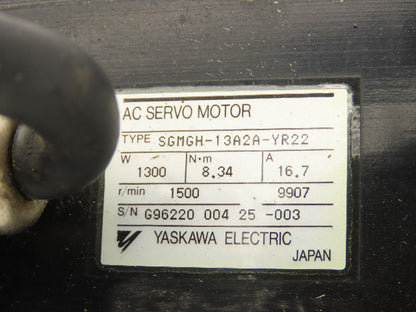 AC SERVO MOTOR
TYPE SGMGH-13A2A-YR22
W N·m A
1300 8.34 16.7
r/min 1500 9907
S/N G96220 004 25 -003
YASKAWA ELECTRIC
JAPAN